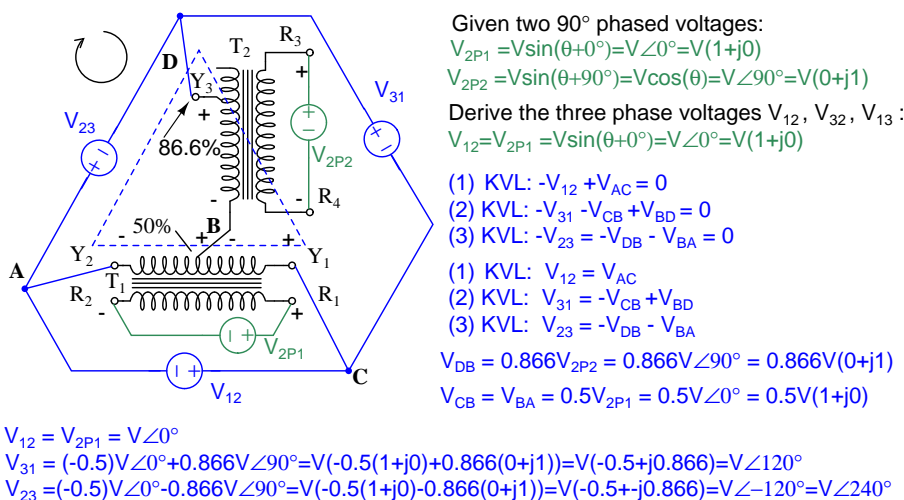 Given two 90° phased voltages:
V2P1 =Vsin(θ+0°)=V∠0°=V(1+j0)
V2P2 =Vsin(θ+90°)=Vcos(θ)=V∠90°=V(0+j1)
Derive the three phase voltages V12 , V32 , V13 :
V12=V2P1 =Vsin(θ+0°)=V∠0°=V(1+j0)
(1) KVL: -V12 +VAC = 0
(2) KVL: -V31 -VCB +VBD = 0
(3) KVL: -V23 = -VDB - VBA = 0
(1) KVL: V12 = VAC
(2) KVL: V31 = -VCB +VBD
(3) KVL: V23 = -VDB - VBA
VDB = 0.866V2P2 = 0.866V∠90° = 0.866V(0+j1)
VCB = VBA = 0.5V2P1 = 0.5V∠0° = 0.5V(1+j0)
D
T2
R3
Y3
+
+
V31
V23
+
−
+
−
+
−
86.6%
V2P2
-
-
R4
50%
B
-
+
-
+
Y2
Y1
A
T1
R2
R1
-
+
− +
V2P1
− +
V12
C
V12 = V2P1 = V∠0°
V31 = (-0.5)V∠0°+0.866V∠90°=V(-0.5(1+j0)+0.866(0+j1))=V(-0.5+j0.866)=V∠120°
V23 =(-0.5)V∠0°-0.866V∠90°=V(-0.5(1+j0)-0.866(0+j1))=V(-0.5+-j0.866)=V∠−120°=V∠240°